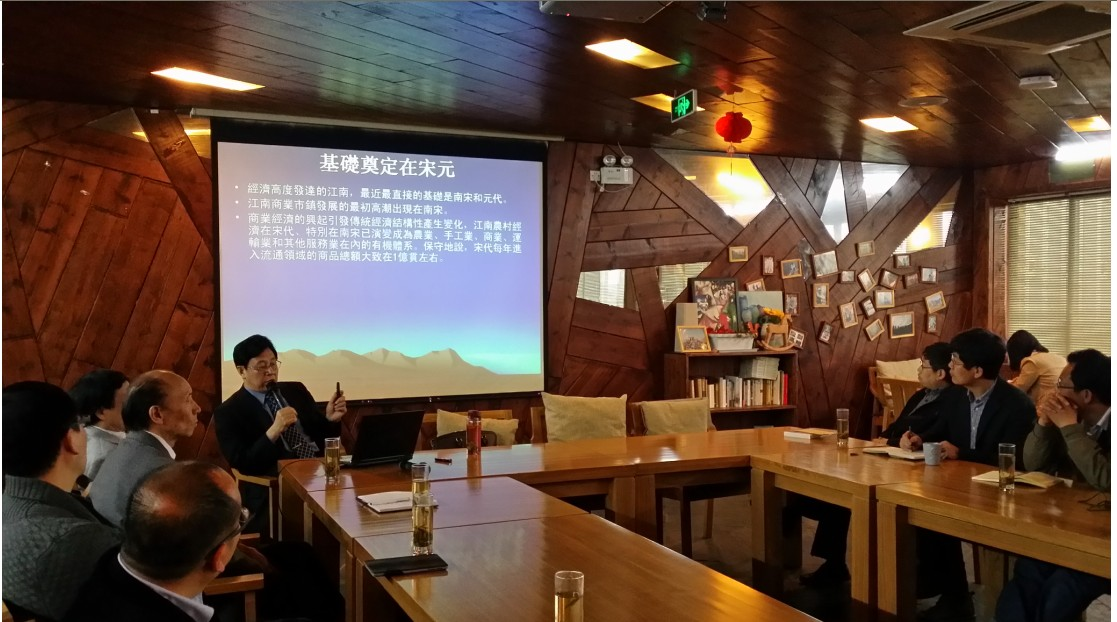 基礎奠定在宋元
• 經濟高度發達的江南，最近最直接的基礎是南宋和元代。
• 江南商業市鎮發展的最初高潮出現在南宋。
• 商業經濟的興起引發傳統經濟結構性產生變化，江南農村經
濟在宋代、特別在南宋已演變成為農業、手工業、商業、運
輸業和其他服務業在內的有機體系。保守地說，宋代每年進
入流通領域的商品總額大致在1億貫左右。